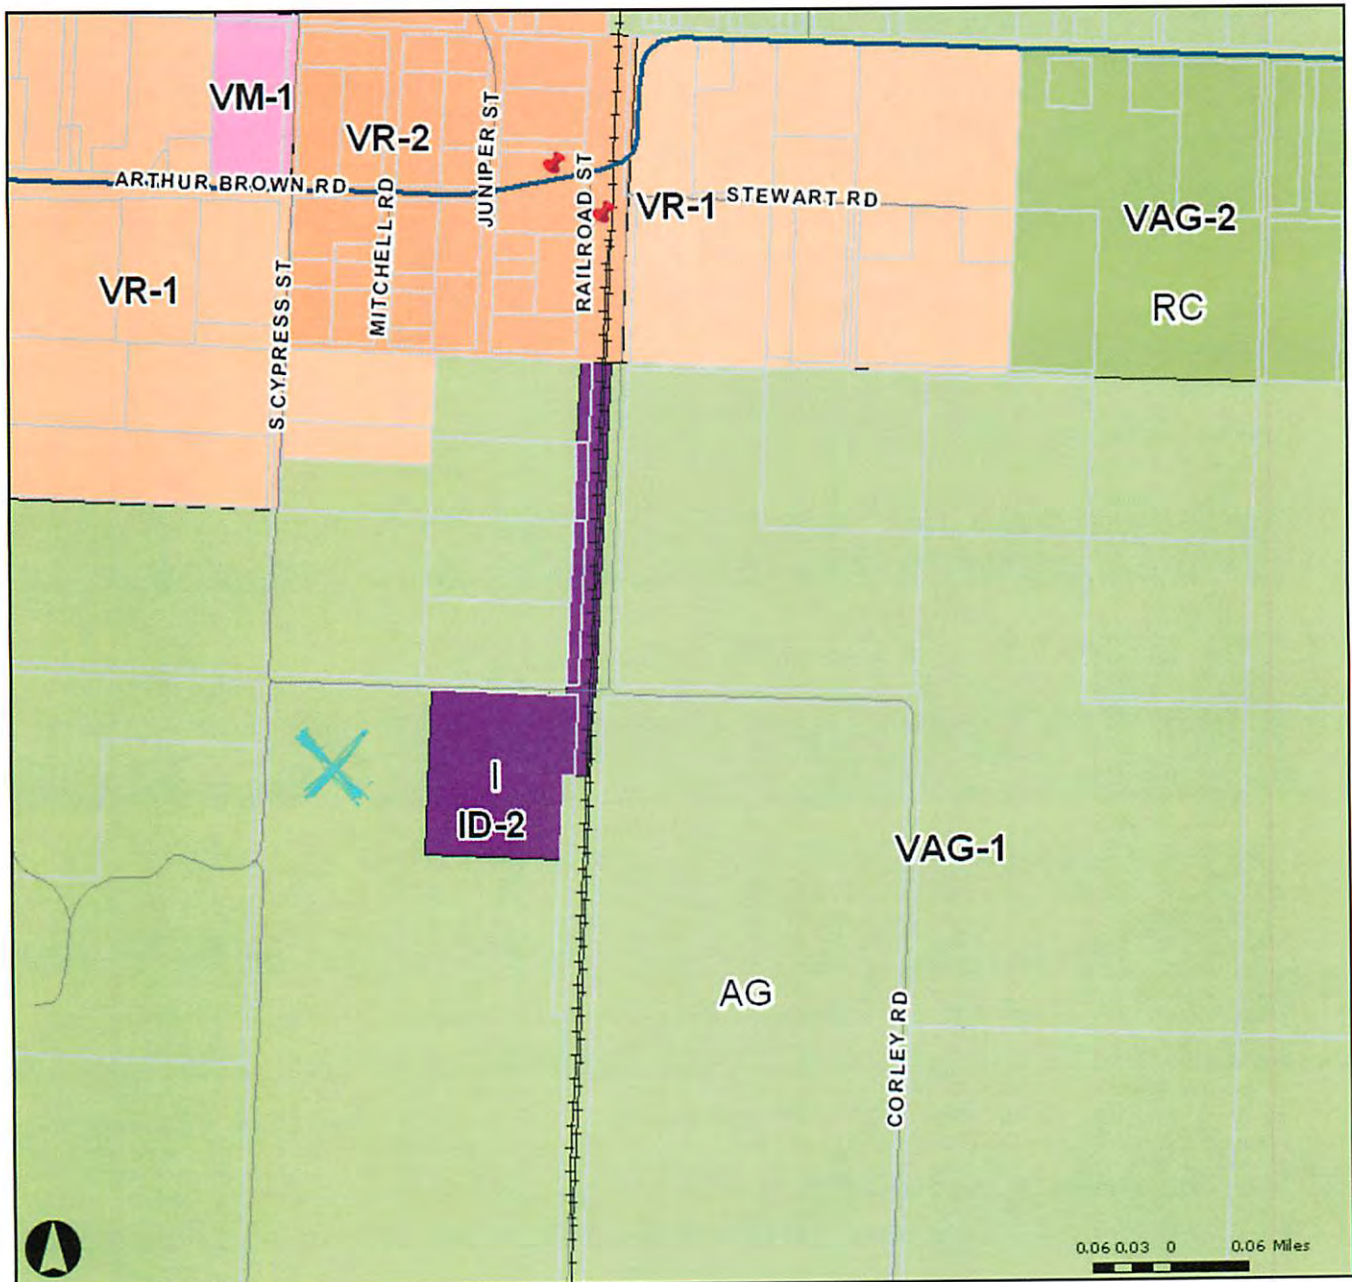 VM-1
VR-2
JUNIPER ST
ARTHUR BROWN RD
MITCHELL RD
RAILROAD ST
VR-1
STEWART RD
VAG-2
RC
VR-1
S CYPRESS ST
I
ID-2
VAG-1
AG
CORLEY RD
0.06 0.03 0 0.06 Miles